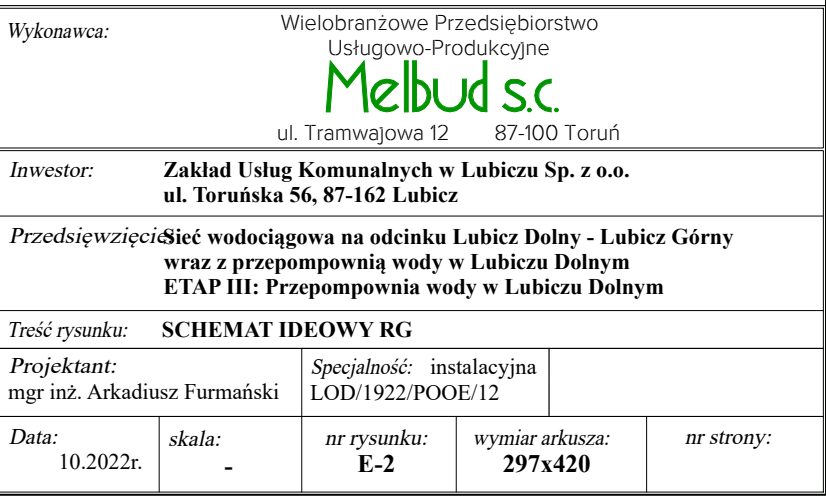 Wykonawca:
Wielobranżowe Przedsiębiorstwo
Usługowo-Produkcyjne
Melbud s.c.
ul. Tramwajowa 12 87-100 Toruń
Inwestor: Zakład Usług Komunalnych w Lubiczu Sp. z o.o.
ul. Toruńska 56, 87-162 Lubicz
Przedsięwzięcie: Sieć wodociągowa na odcinku Lubicz Dolny - Lubicz Górny
wraz z przepompownią wody w Lubiczu Dolnym
ETAP III: Przepompownia wody w Lubiczu Dolnym
Treść rysunku: SCHEMAT IDEOWY RG
Projektant:
mgr inż. Arkadiusz Furmański
Specjalność: instalacyjna
LOD/1922/POOE/12
Data:
10.2022r.
skala:
-
nr rysunku:
E-2
wymiar arkusza:
297x420
nr strony: